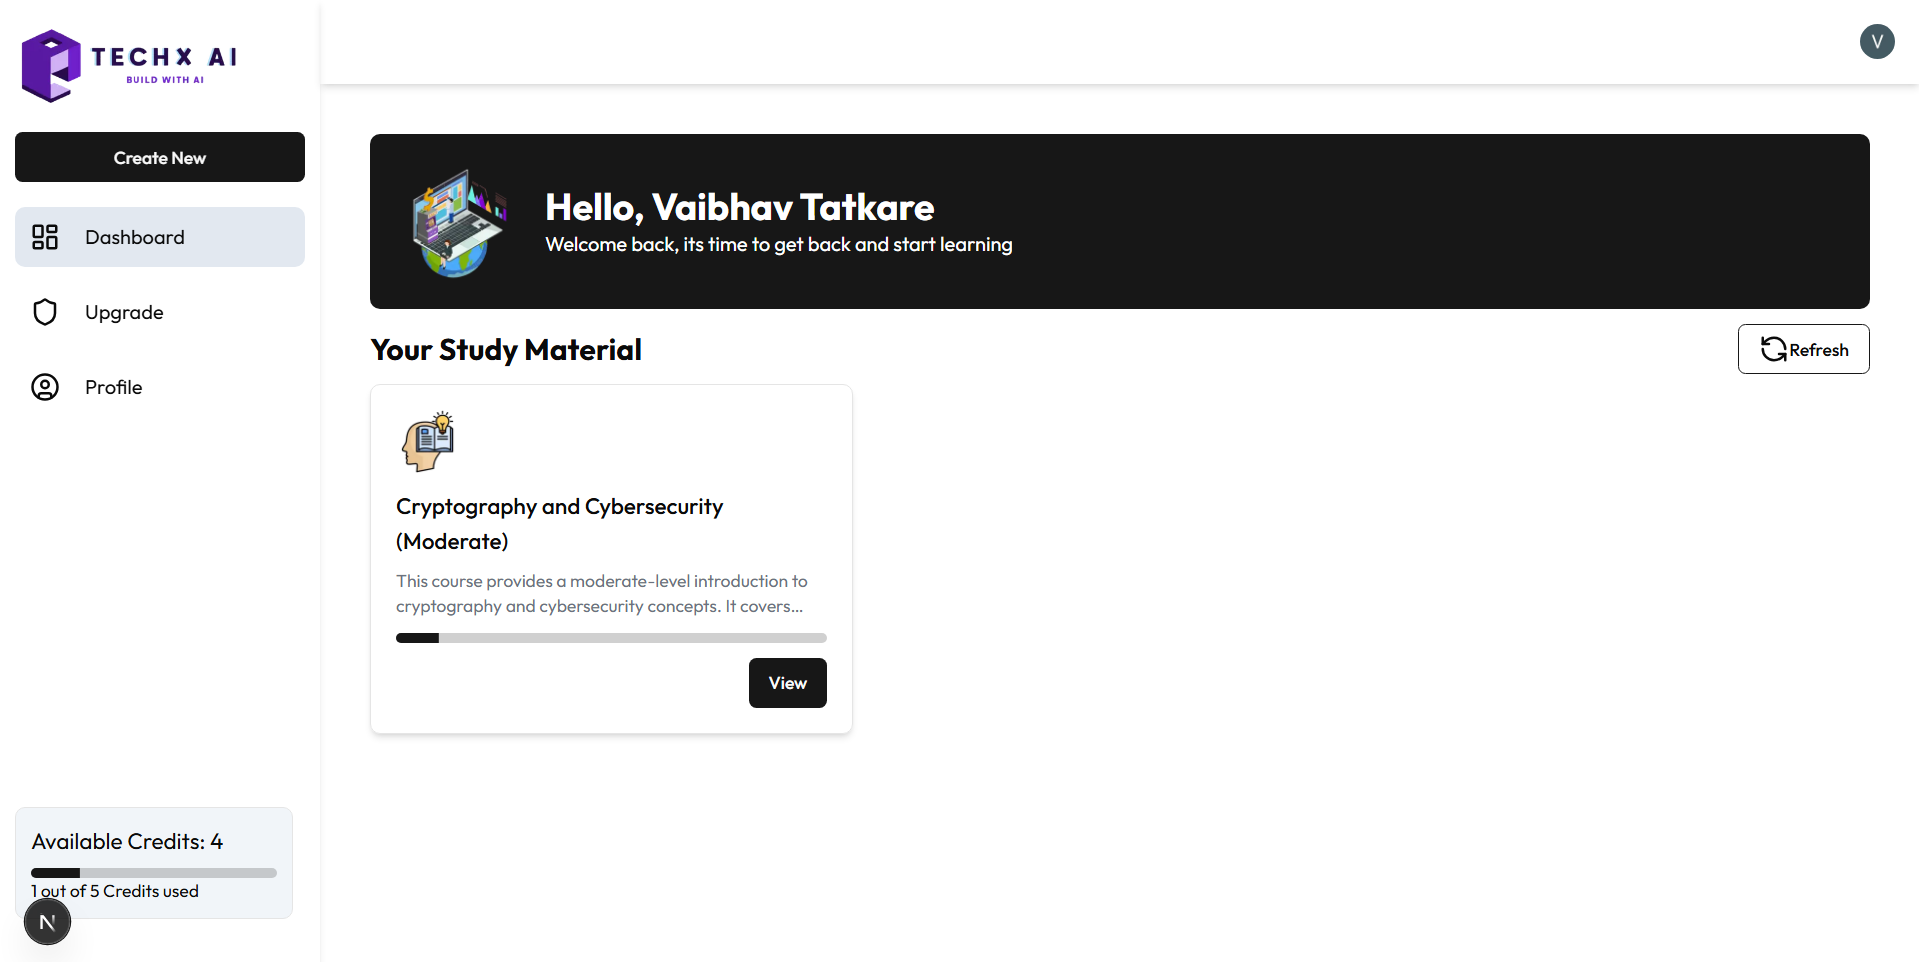 TECHX AI
BUILD WITH AI
Create New
Dashboard
Upgrade
Profile
Available Credits: 4
1 out of 5 Credits used
N
V
Hello, Vaibhav Tatkare
Welcome back, its time to get back and start learning
Your Study Material
Refresh
Cryptography and Cybersecurity
(Moderate)
This course provides a moderate-level introduction to
cryptography and cybersecurity concepts. It covers...
View